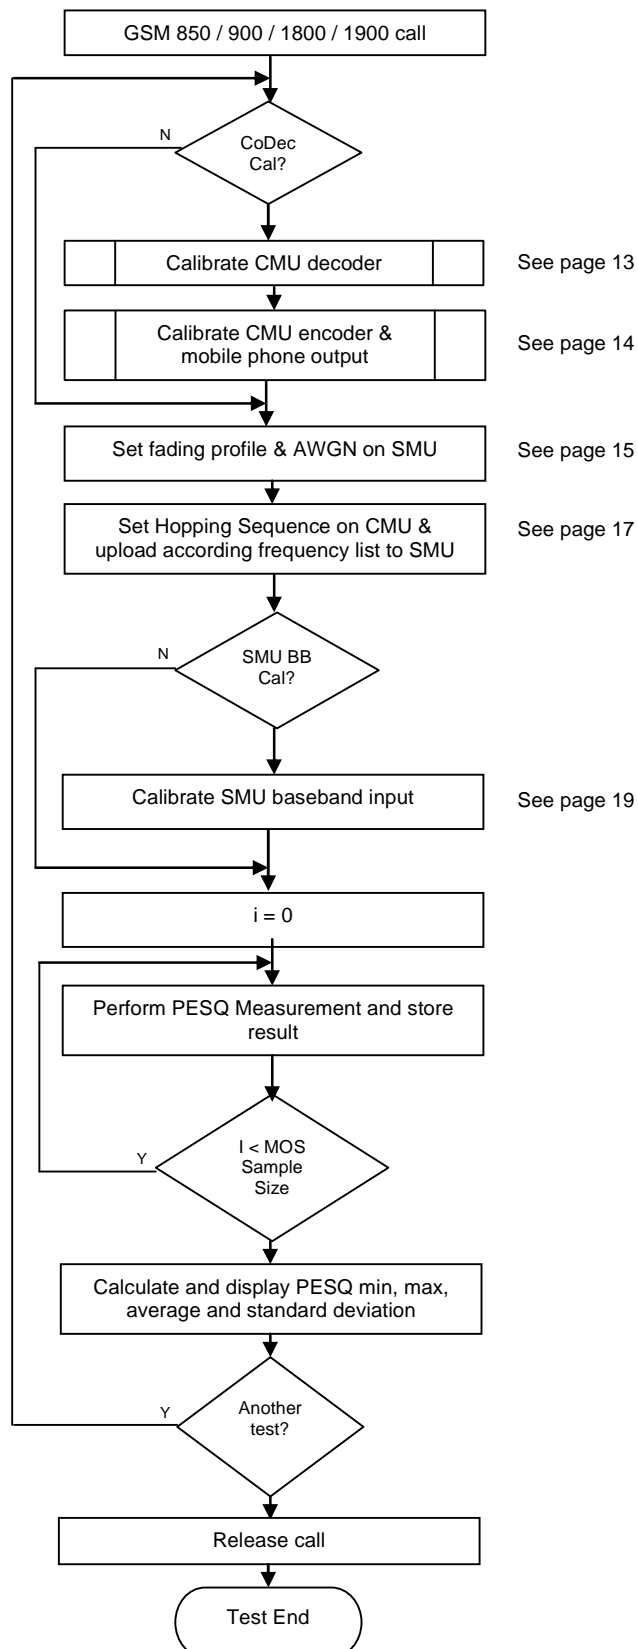 GSM 850 / 900 / 1800 / 1900 call
N
CoDec
Cal?
Calibrate CMU decoder
See page 13
Calibrate CMU encoder &
mobile phone output
See page 14
Set fading profile & AWGN on SMU
See page 15
Set Hopping Sequence on CMU &
upload according frequency list to SMU
See page 17
N
SMU BB
Cal?
Calibrate SMU baseband input
See page 19
i = 0
Perform PESQ Measurement and store
result
Y
I < MOS
Sample
Size
Calculate and display PESQ min, max,
average and standard deviation
Y
Another
test?
Release call
Test End